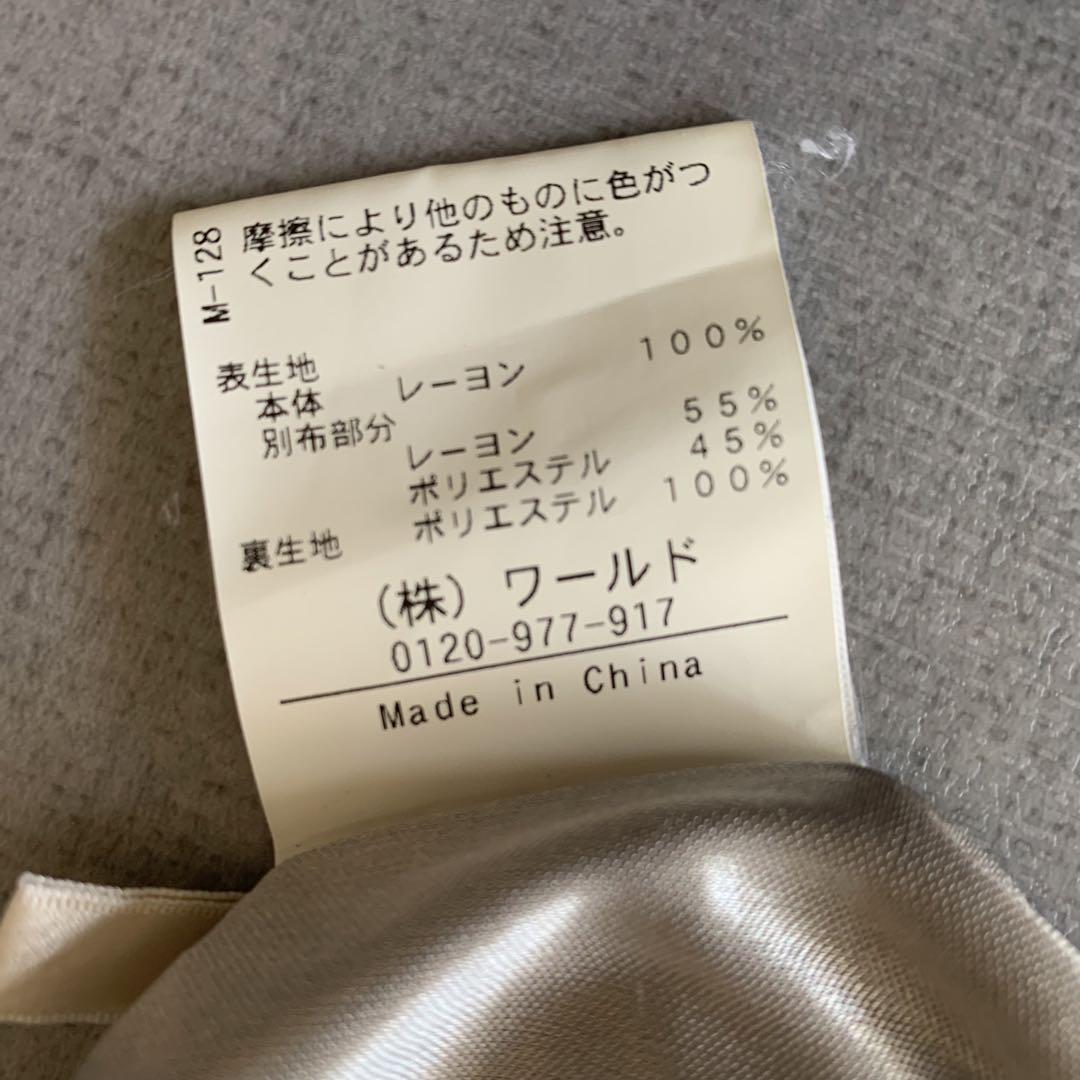 M-128
摩擦により他のものに色がつ
くことがあるため注意。
表生地
本体 レーヨン 100%
別布部分
レーヨン 55%
ポリエステル 45%
裏生地 ポリエステル 100%
(株) ワールド
0120-977-917
Made in China